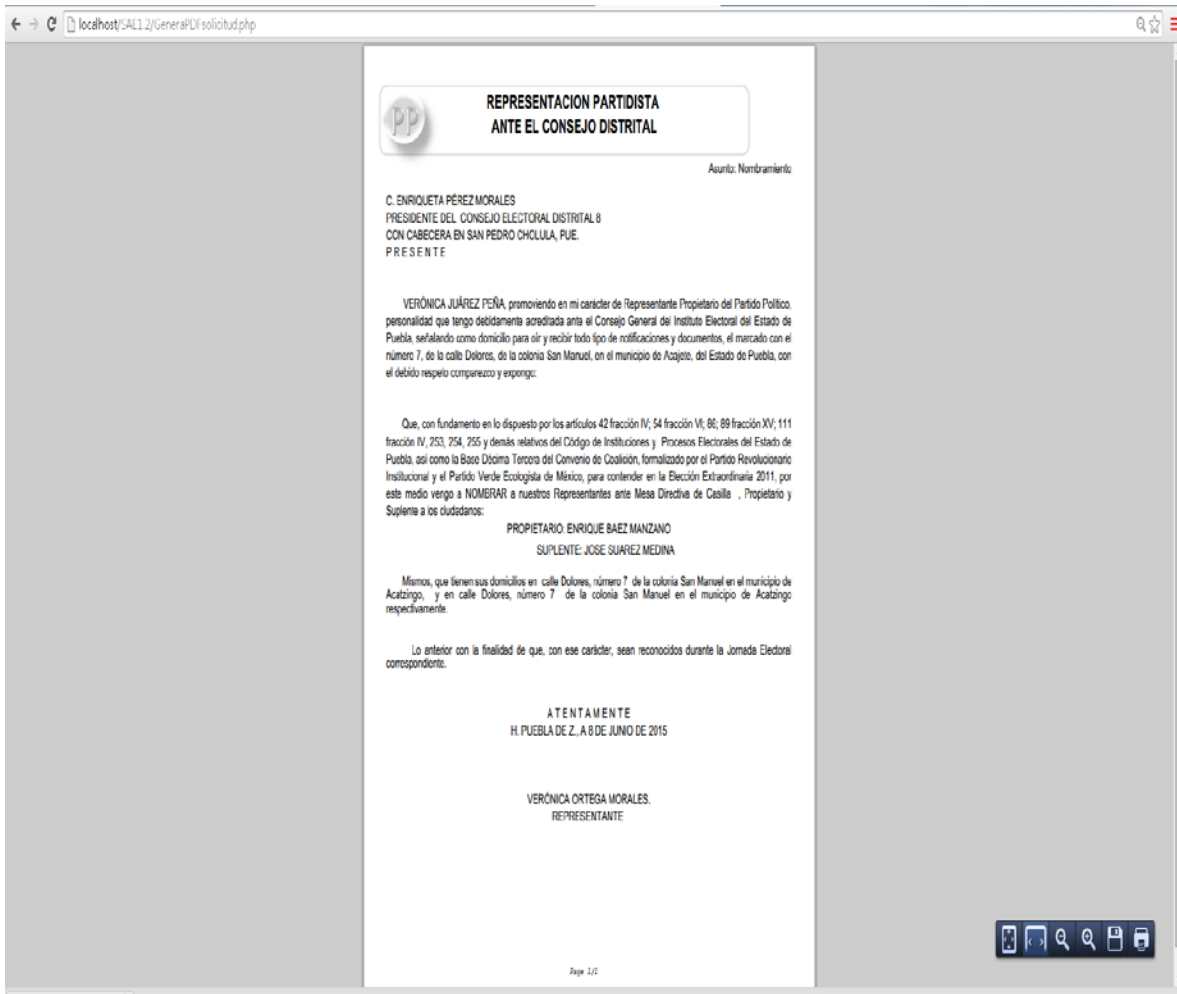 localhost/SAE1.2/GeneraPDFsolicitud.php
PP
REPRESENTACION PARTIDISTA
ANTE EL CONSEJO DISTRITAL
Asunto: Nombramiento
C. ENRIQUETA PÉREZ MORALES
PRESIDENTE DEL CONSEJO ELECTORAL DISTRITAL 8
CON CABECERA EN SAN PEDRO CHOLULA, PUE.
P R E S E N T E
VERÓNICA JUÁREZ PEÑA, promoviendo en mi carácter de Representante Propietario del Partido Político,
personalidad que tengo debidamente acreditada ante el Consejo General del Instituto Electoral del Estado de
Puebla, señalando como domicilio para oir y recibir todo tipo de notificaciones y documentos, el marcado con el
número 7, de la calle Dolores, de la colonia San Manuel, en el municipio de Acajete, del Estado de Puebla, con
el debido respeto comparezco y expongo:
Que, con fundamento en lo dispuesto por los artículos 42 fracción IV; 54 fracción VI; 86; 89 fracción XV; 111
fracción IV, 253, 254, 255 y demás relativos del Código de Instituciones y Procesos Electorales del Estado de
Puebla, así como la Base Décima Tercera del Convenio de Coalición, formalizado por el Partido Revolucionario
Institucional y el Partido Verde Ecologista de México, para contender en la Elección Extraordinaria 2011, por
este medio vengo a NOMBRAR a nuestros Representantes ante Mesa Directiva de Casilla , Propietario y
Suplente a los ciudadanos:
PROPIETARIO: ENRIQUE BAEZ MANZANO
SUPLENTE: JOSE SUAREZ MEDINA
Mismos, que tienen sus domicilios en calle Dolores, número 7 de la colonia San Manuel en el municipio de
Acatzingo, y en calle Dolores, número 7 de la colonia San Manuel en el municipio de Acatzingo
respectivamente.
Lo anterior con la finalidad de que, con ese carácter, sean reconocidos durante la Jornada Electoral
correspondiente.
A T E N T A M E N T E
H. PUEBLA DE Z., A 8 DE JUNIO DE 2015
VERÓNICA ORTEGA MORALES.
REPRESENTANTE
Page 1/1